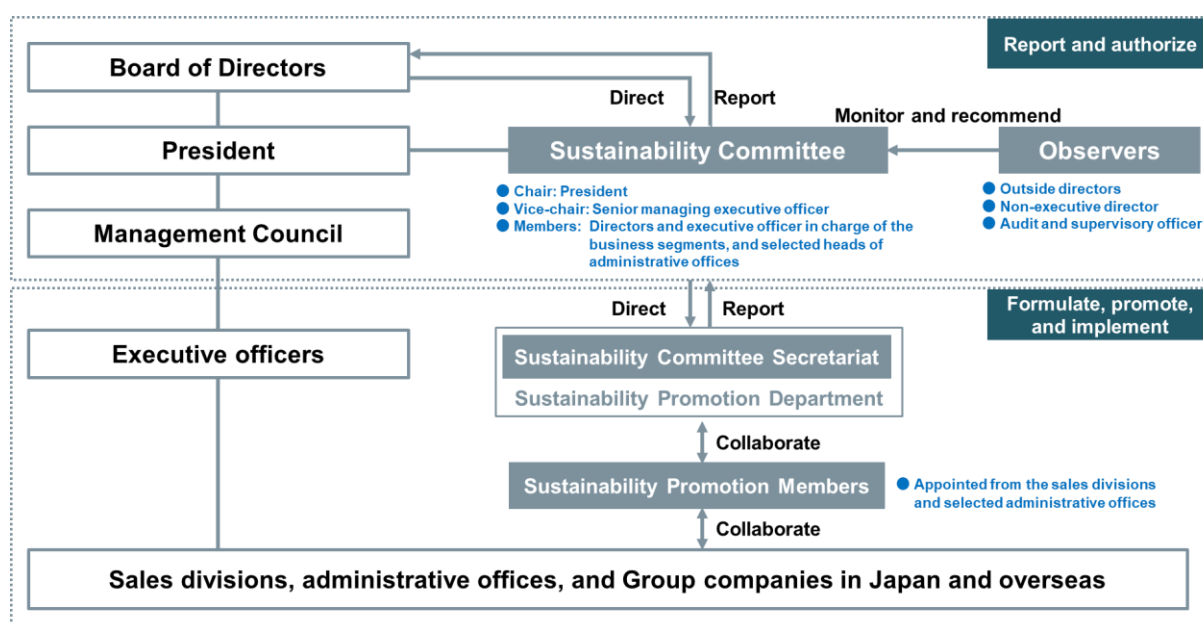 Report and authorize
Board of Directors
Direct
Report
Monitor and recommend
President
Sustainability Committee
Observers
● Chair: President
● Vice-chair: Senior managing executive officer
● Members: Directors and executive officer in charge of the
business segments, and selected heads of
administrative offices
● Outside directors
● Non-executive director
● Audit and supervisory officer
Management Council
Formulate, promote,
and implement
Direct
Report
Executive officers
Sustainability Committee Secretariat
Sustainability Promotion Department
Collaborate
Sustainability Promotion Members
● Appointed from the sales divisions
and selected administrative offices
Collaborate
Sales divisions, administrative offices, and Group companies in Japan and overseas